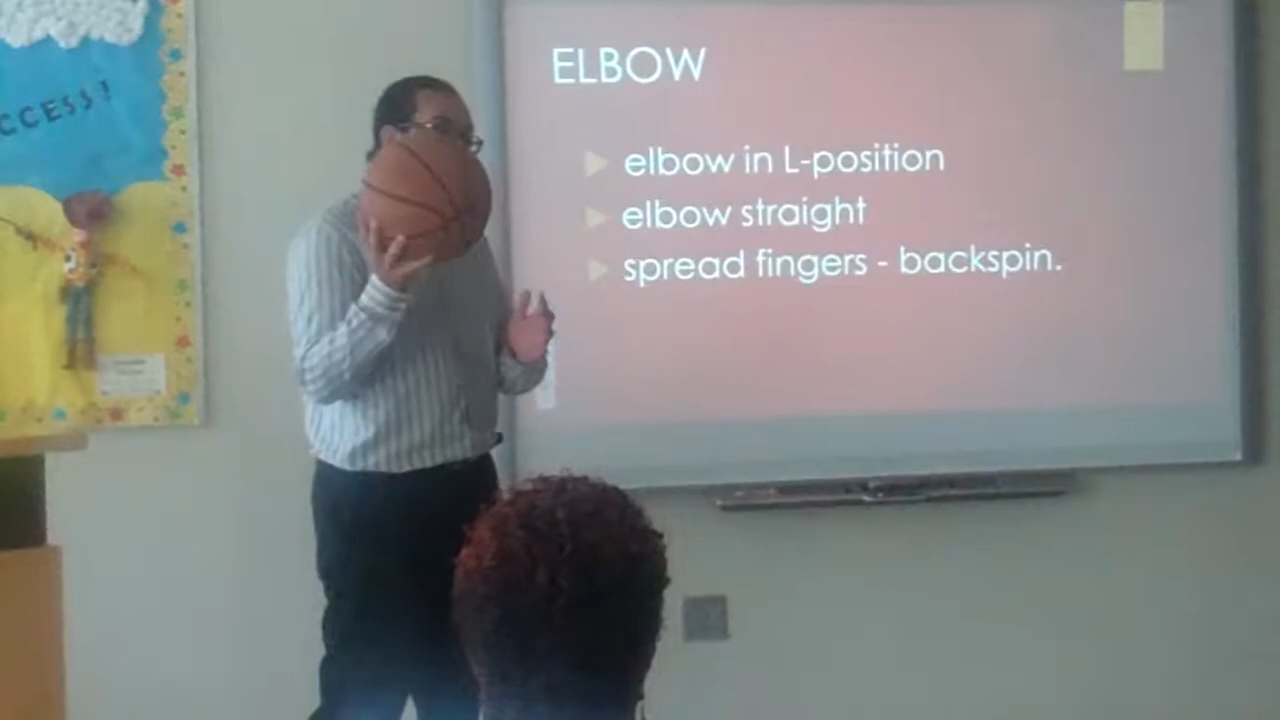 CCESS!
ELBOW
elbow in L-position
elbow straight
spread fingers - backspin.